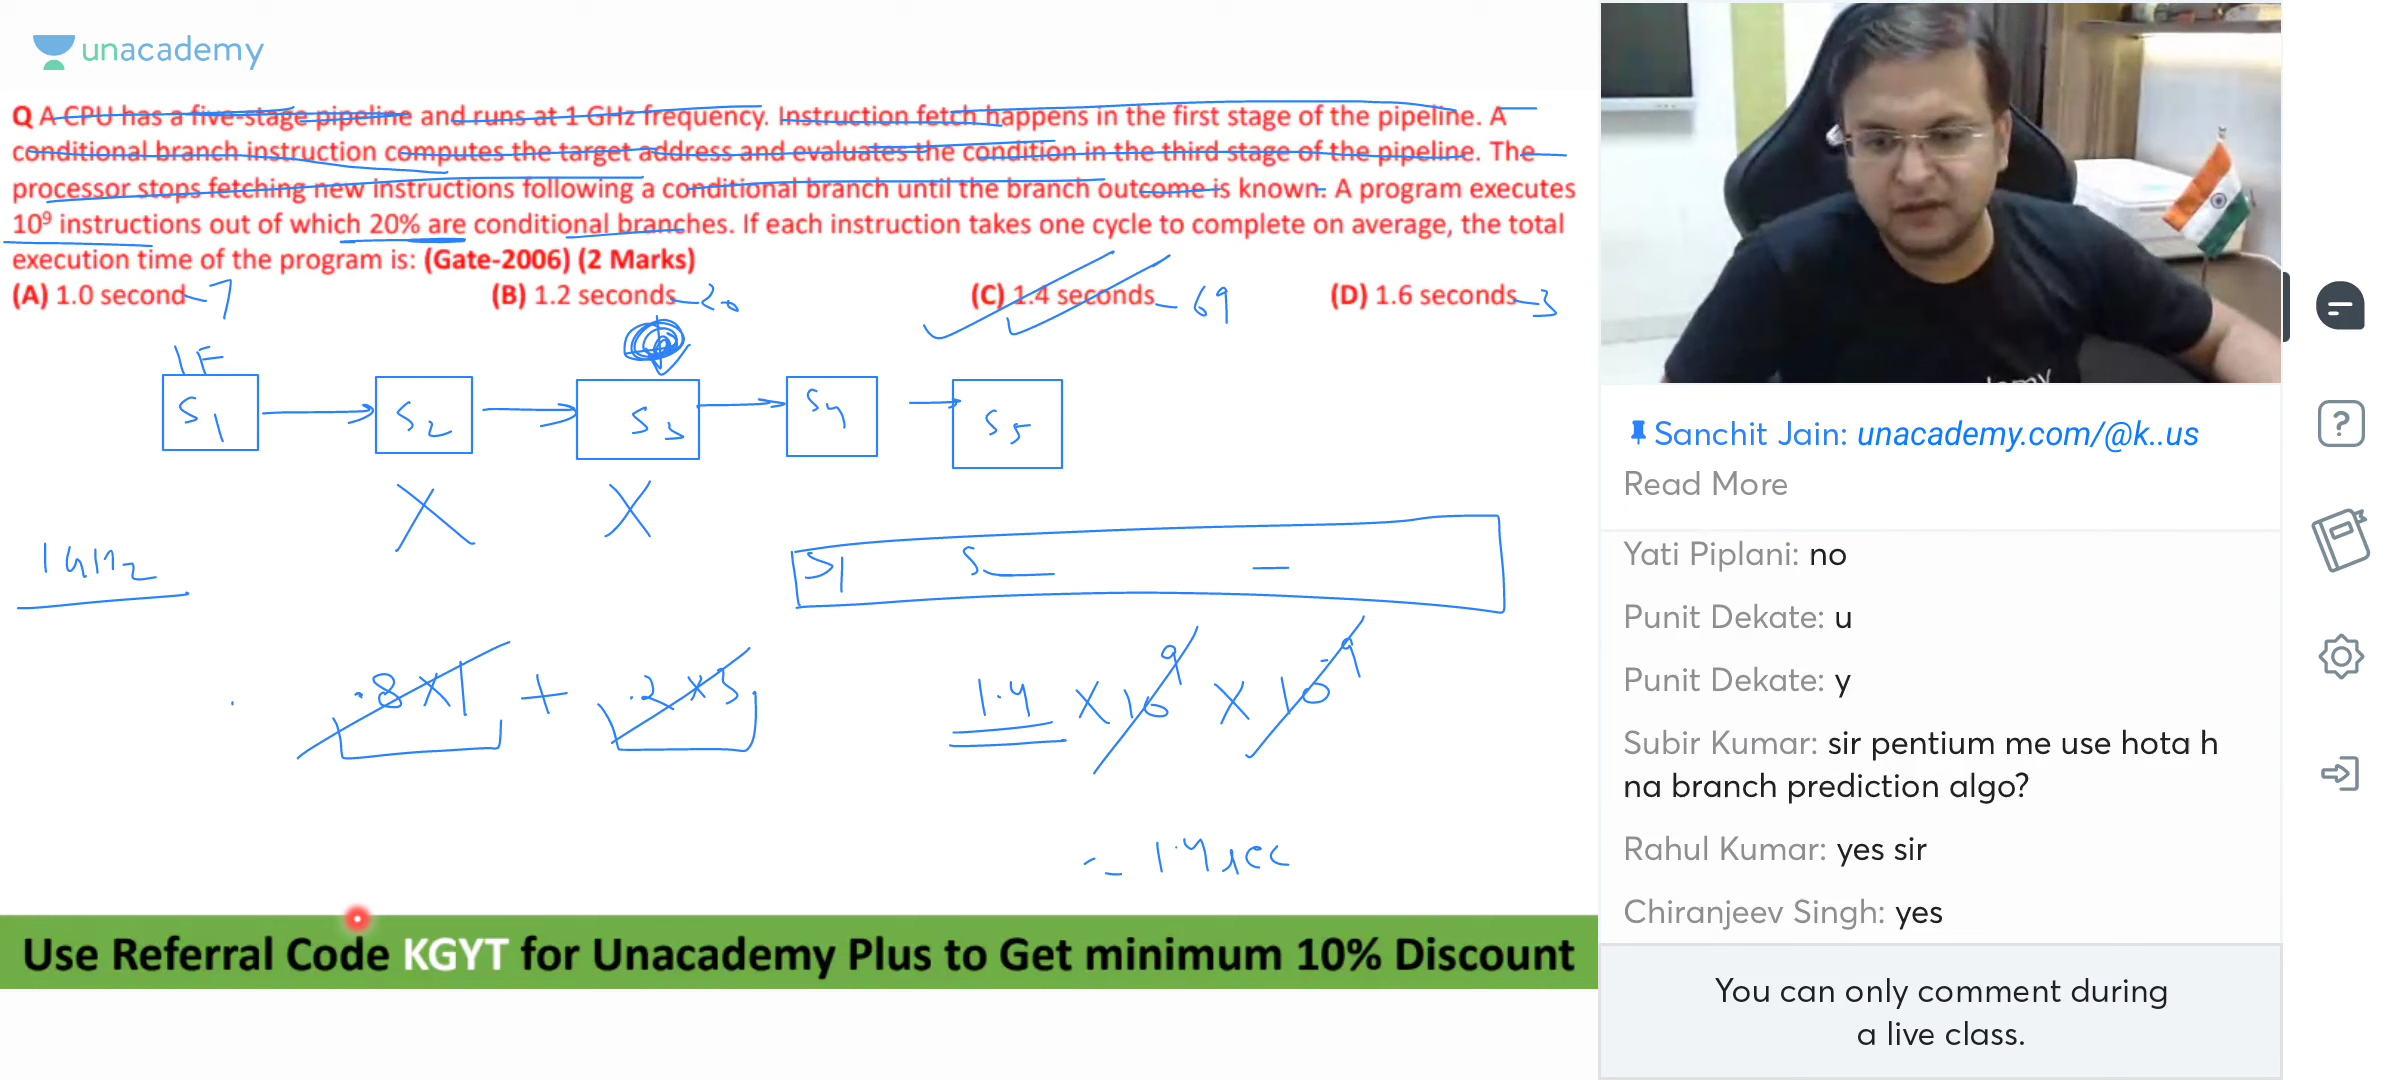 unacademy
Q A CPU has a five-stage pipeline and runs at 1 GHz frequency. Instruction fetch happens in the first stage of the pipeline. A
conditional branch instruction computes the target address and evaluates the condition in the third stage of the pipeline. The
processor stops fetching new instructions following a conditional branch until the branch outcome is known. A program executes
10⁹ instructions out of which 20% are conditional branches. If each instruction takes one cycle to complete on average, the total
execution time of the program is: (Gate-2006) (2 Marks)
(A) 1.0 second - 7 (B) 1.2 seconds - 20 (C) 1.4 seconds - 69 (D) 1.6 seconds - 3
IF
S1 S2 S3 S4 S5
X X
1GHz
S1 S
.8 X 1 + .2 X 3
1.4 X 10⁹ X 10⁻⁹
= 1.4 sec
Use Referral Code KGYT for Unacademy Plus to Get minimum 10% Discount
Sanchit Jain: unacademy.com/@k..us
Read More
Yati Piplani: no
Punit Dekate: u
Punit Dekate: y
Subir Kumar: sir pentium me use hota h
na branch prediction algo?
Rahul Kumar: yes sir
Chiranjeev Singh: yes
You can only comment during
a live class.